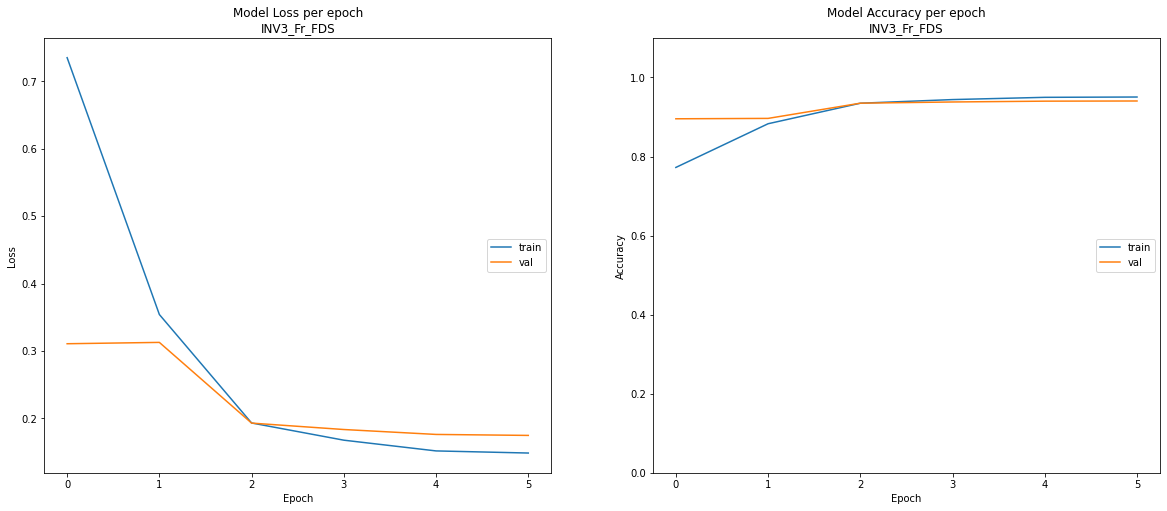 Model Loss per epoch
INV3_Fr_FDS
0.7
0.6
0.5
0.4
0.3
0.2
Loss
train
val
0 1 2 3 4 5
Epoch
Model Accuracy per epoch
INV3_Fr_FDS
1.0
0.8
0.6
0.4
0.2
0.0
Accuracy
train
val
0 1 2 3 4 5
Epoch